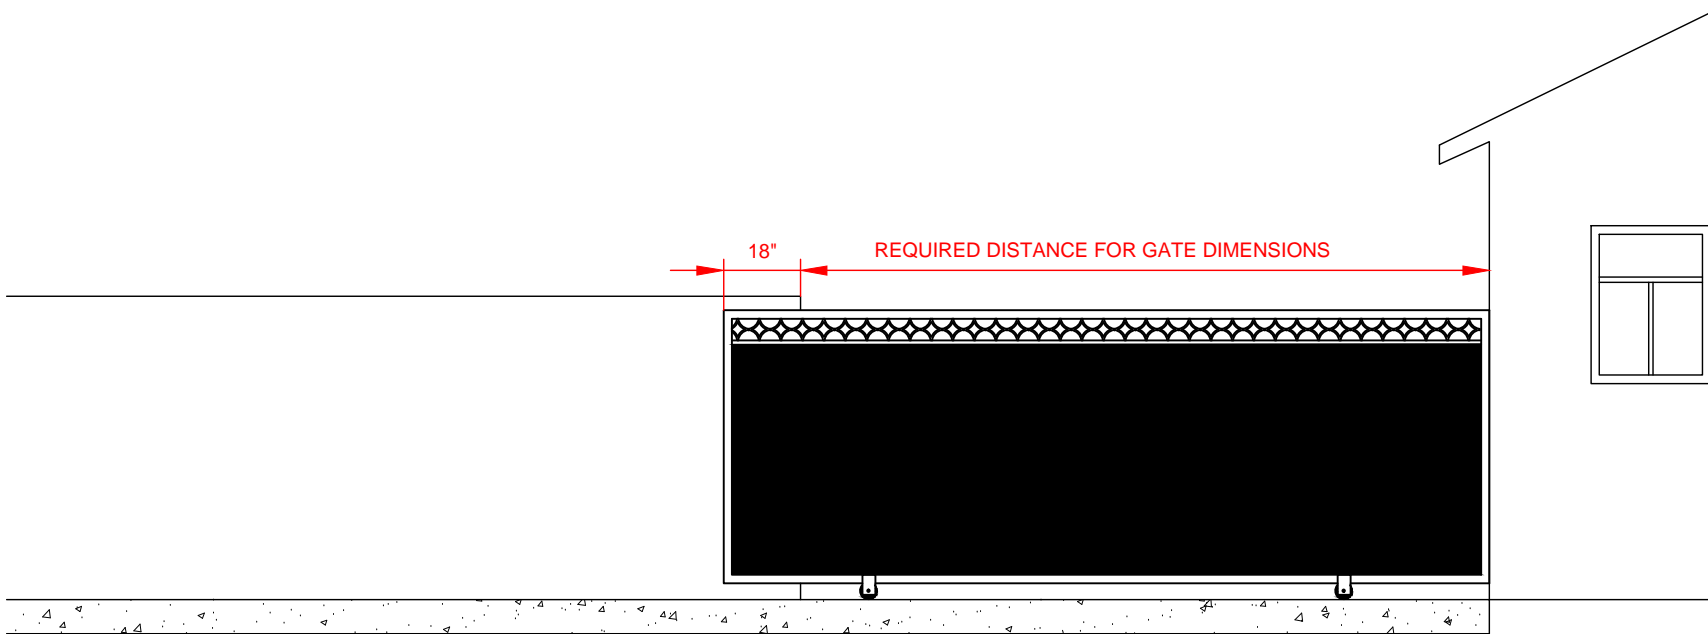 18" REQUIRED DISTANCE FOR GATE DIMENSIONS